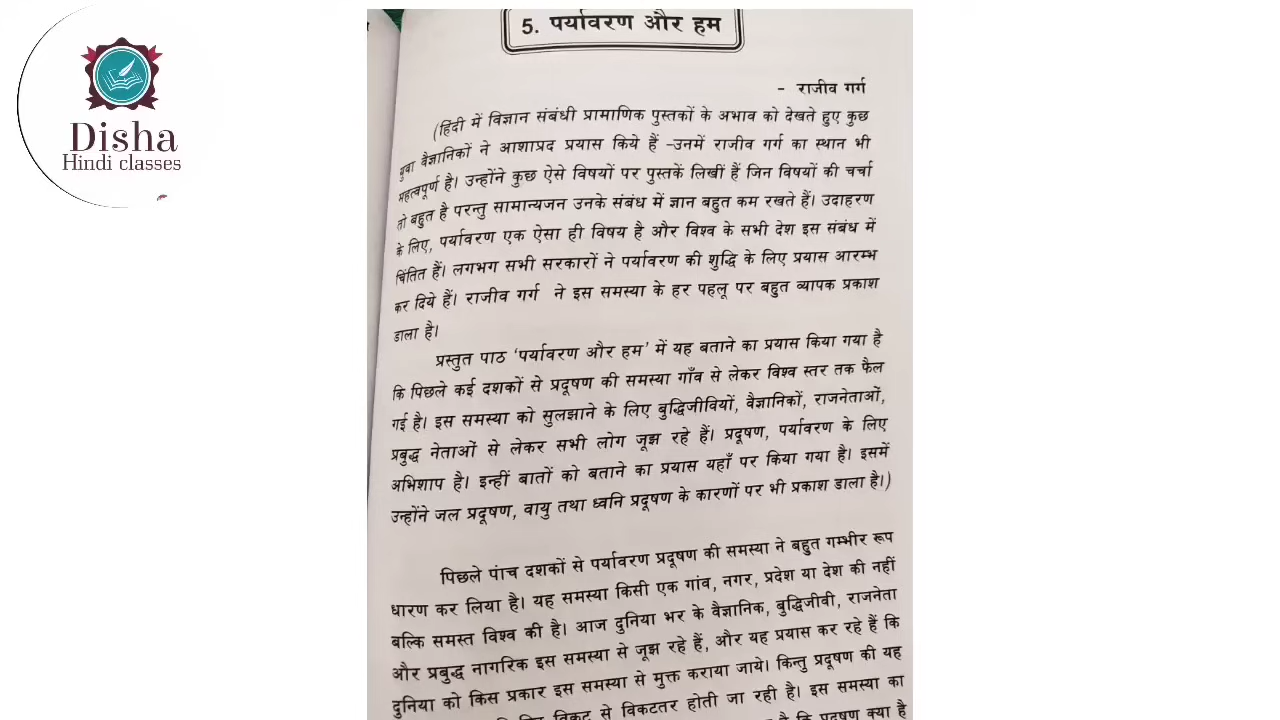 Disha
Hindi classes
5. पर्यावरण और हम
- राजीव गर्ग
(हिंदी में विज्ञान संबंधी प्रामाणिक पुस्तकों के अभाव को देखते हुए कुछ
युवा वैज्ञानिकों ने आशाप्रद प्रयास किये हैं -उनमें राजीव गर्ग का स्थान भी
महत्वपूर्ण है। उन्होंने कुछ ऐसे विषयों पर पुस्तकें लिखीं हैं जिन विषयों की चर्चा
तो बहुत है परन्तु सामान्यजन उनके संबंध में ज्ञान बहुत कम रखते हैं। उदाहरण
के लिए, पर्यावरण एक ऐसा ही विषय है और विश्व के सभी देश इस संबंध में
चिंतित हैं। लगभग सभी सरकारों ने पर्यावरण की शुद्धि के लिए प्रयास आरम्भ
कर दिये हैं। राजीव गर्ग ने इस समस्या के हर पहलू पर बहुत व्यापक प्रकाश
डाला है।
प्रस्तुत पाठ 'पर्यावरण और हम' में यह बताने का प्रयास किया गया है
कि पिछले कई दशकों से प्रदूषण की समस्या गाँव से लेकर विश्व स्तर तक फैल
गई है। इस समस्या को सुलझाने के लिए बुद्धिजीवियों, वैज्ञानिकों, राजनेताओं,
प्रबुद्ध नेताओं से लेकर सभी लोग जूझ रहे हैं। प्रदूषण, पर्यावरण के लिए
अभिशाप है। इन्हीं बातों को बताने का प्रयास यहाँ पर किया गया है। इसमें
उन्होंने जल प्रदूषण, वायु तथा ध्वनि प्रदूषण के कारणों पर भी प्रकाश डाला है।)
पिछले पांच दशकों से पर्यावरण प्रदूषण की समस्या ने बहुत गम्भीर रूप
धारण कर लिया है। यह समस्या किसी एक गांव, नगर, प्रदेश या देश की नहीं
बल्कि समस्त विश्व की है। आज दुनिया भर के वैज्ञानिक, बुद्धिजीवी, राजनेता
और प्रबुद्ध नागरिक इस समस्या से जूझ रहे हैं, और यह प्रयास कर रहे हैं कि
दुनिया को किस प्रकार इस समस्या से मुक्त कराया जाये। किन्तु प्रदूषण की यह
विकट से विकटतर होती जा रही है। इस समस्या का
है कि प्रदूषण क्या है